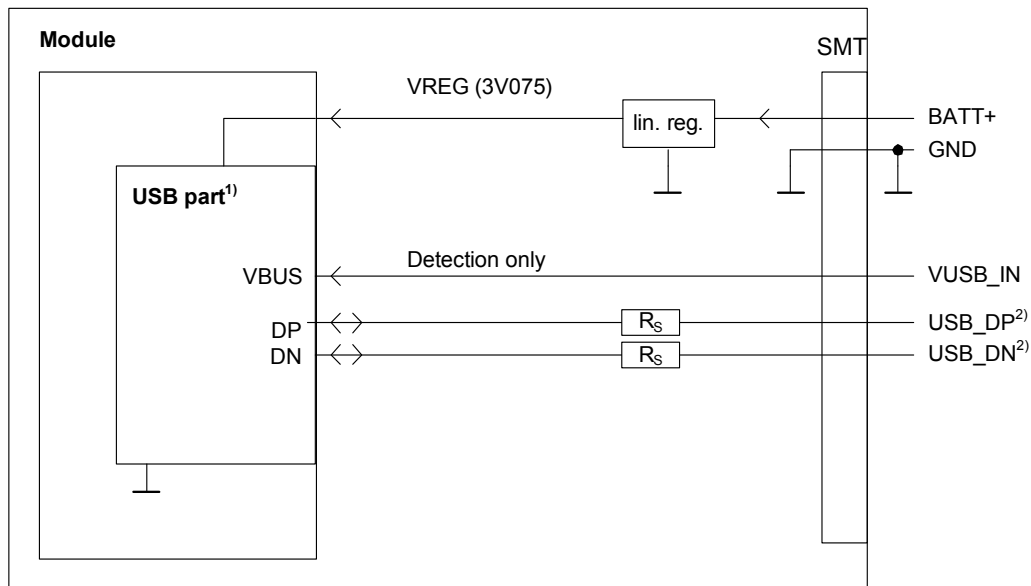 Module
SMT
VREG (3V075)
lin. reg.
BATT+
GND
USB part1)
Detection only
VBUS
VUSB_IN
DP
RS
USB_DP2)
DN
RS
USB_DN2)